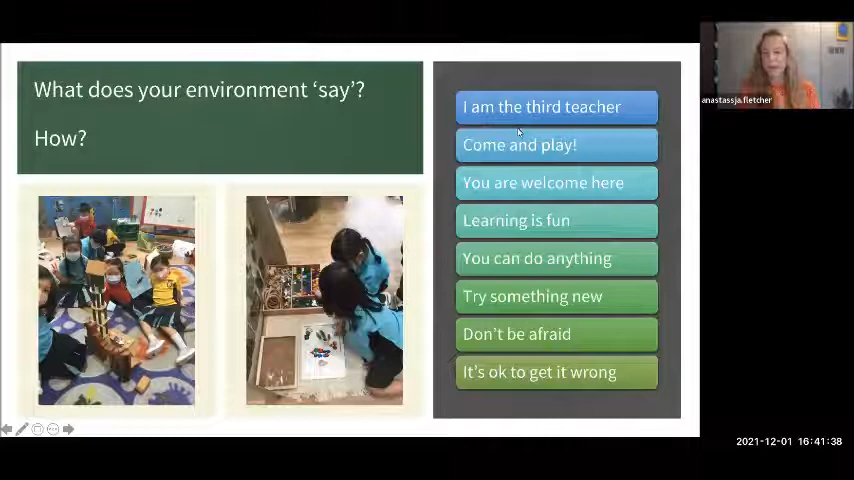 What does your environment ‘say’?
How?
I am the third teacher
Come and play!
You are welcome here
Learning is fun
You can do anything
Try something new
Don’t be afraid
It’s ok to get it wrong
anastassja.fletcher
2021-12-01 16:41:38